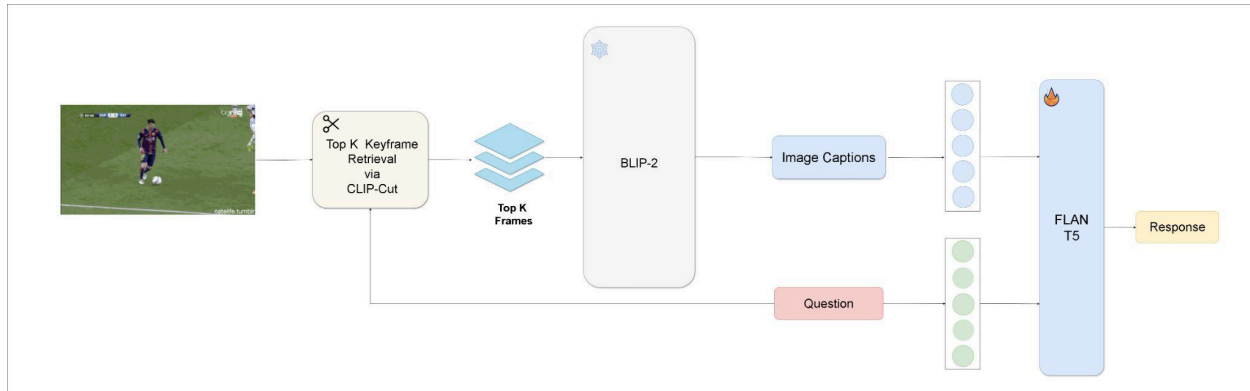 Top K Keyframe
Retrieval
via
CLIP-Cut
Top K
Frames
BLIP-2
Image Captions
Question
FLAN
T5
Response